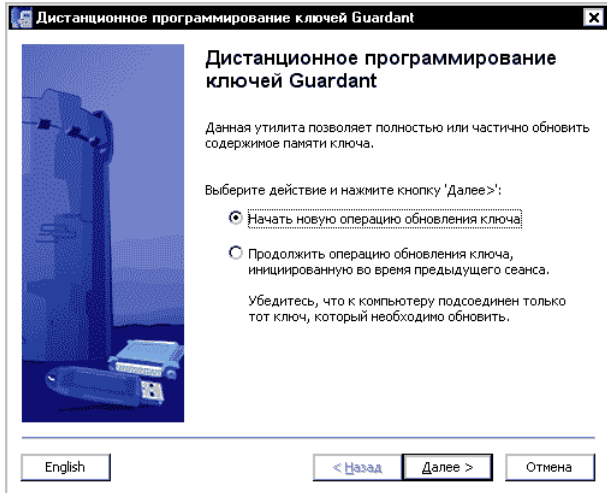 Дистанционное программирование ключей Guardant
Дистанционное программирование
ключей Guardant
Данная утилита позволяет полностью или частично обновить
содержимое памяти ключа.
Выберите действие и нажмите кнопку 'Далее>':
Начать новую операцию обновления ключа
Продолжить операцию обновления ключа,
инициированную во время предыдущего сеанса.
Убедитесь, что к компьютеру подсоединен только
тот ключ, который необходимо обновить.
English
< Назад
Далее >
Отмена